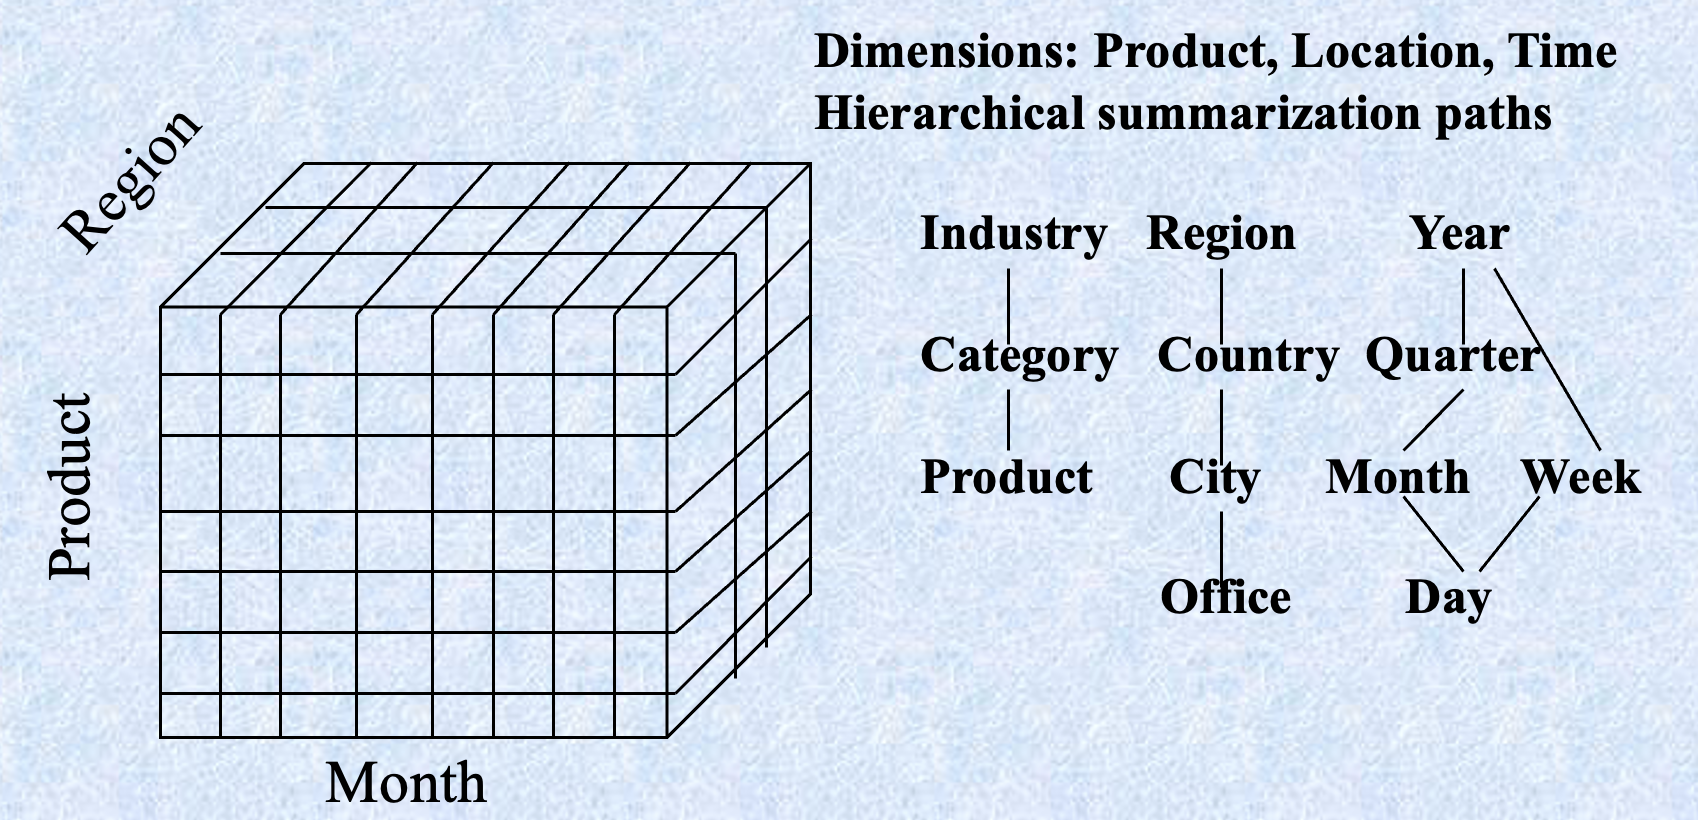 Dimensions: Product, Location, Time
Hierarchical summarization paths
Region
Product
Month
Industry Region Year
Category Country Quarter
Product City Month Week
Office Day